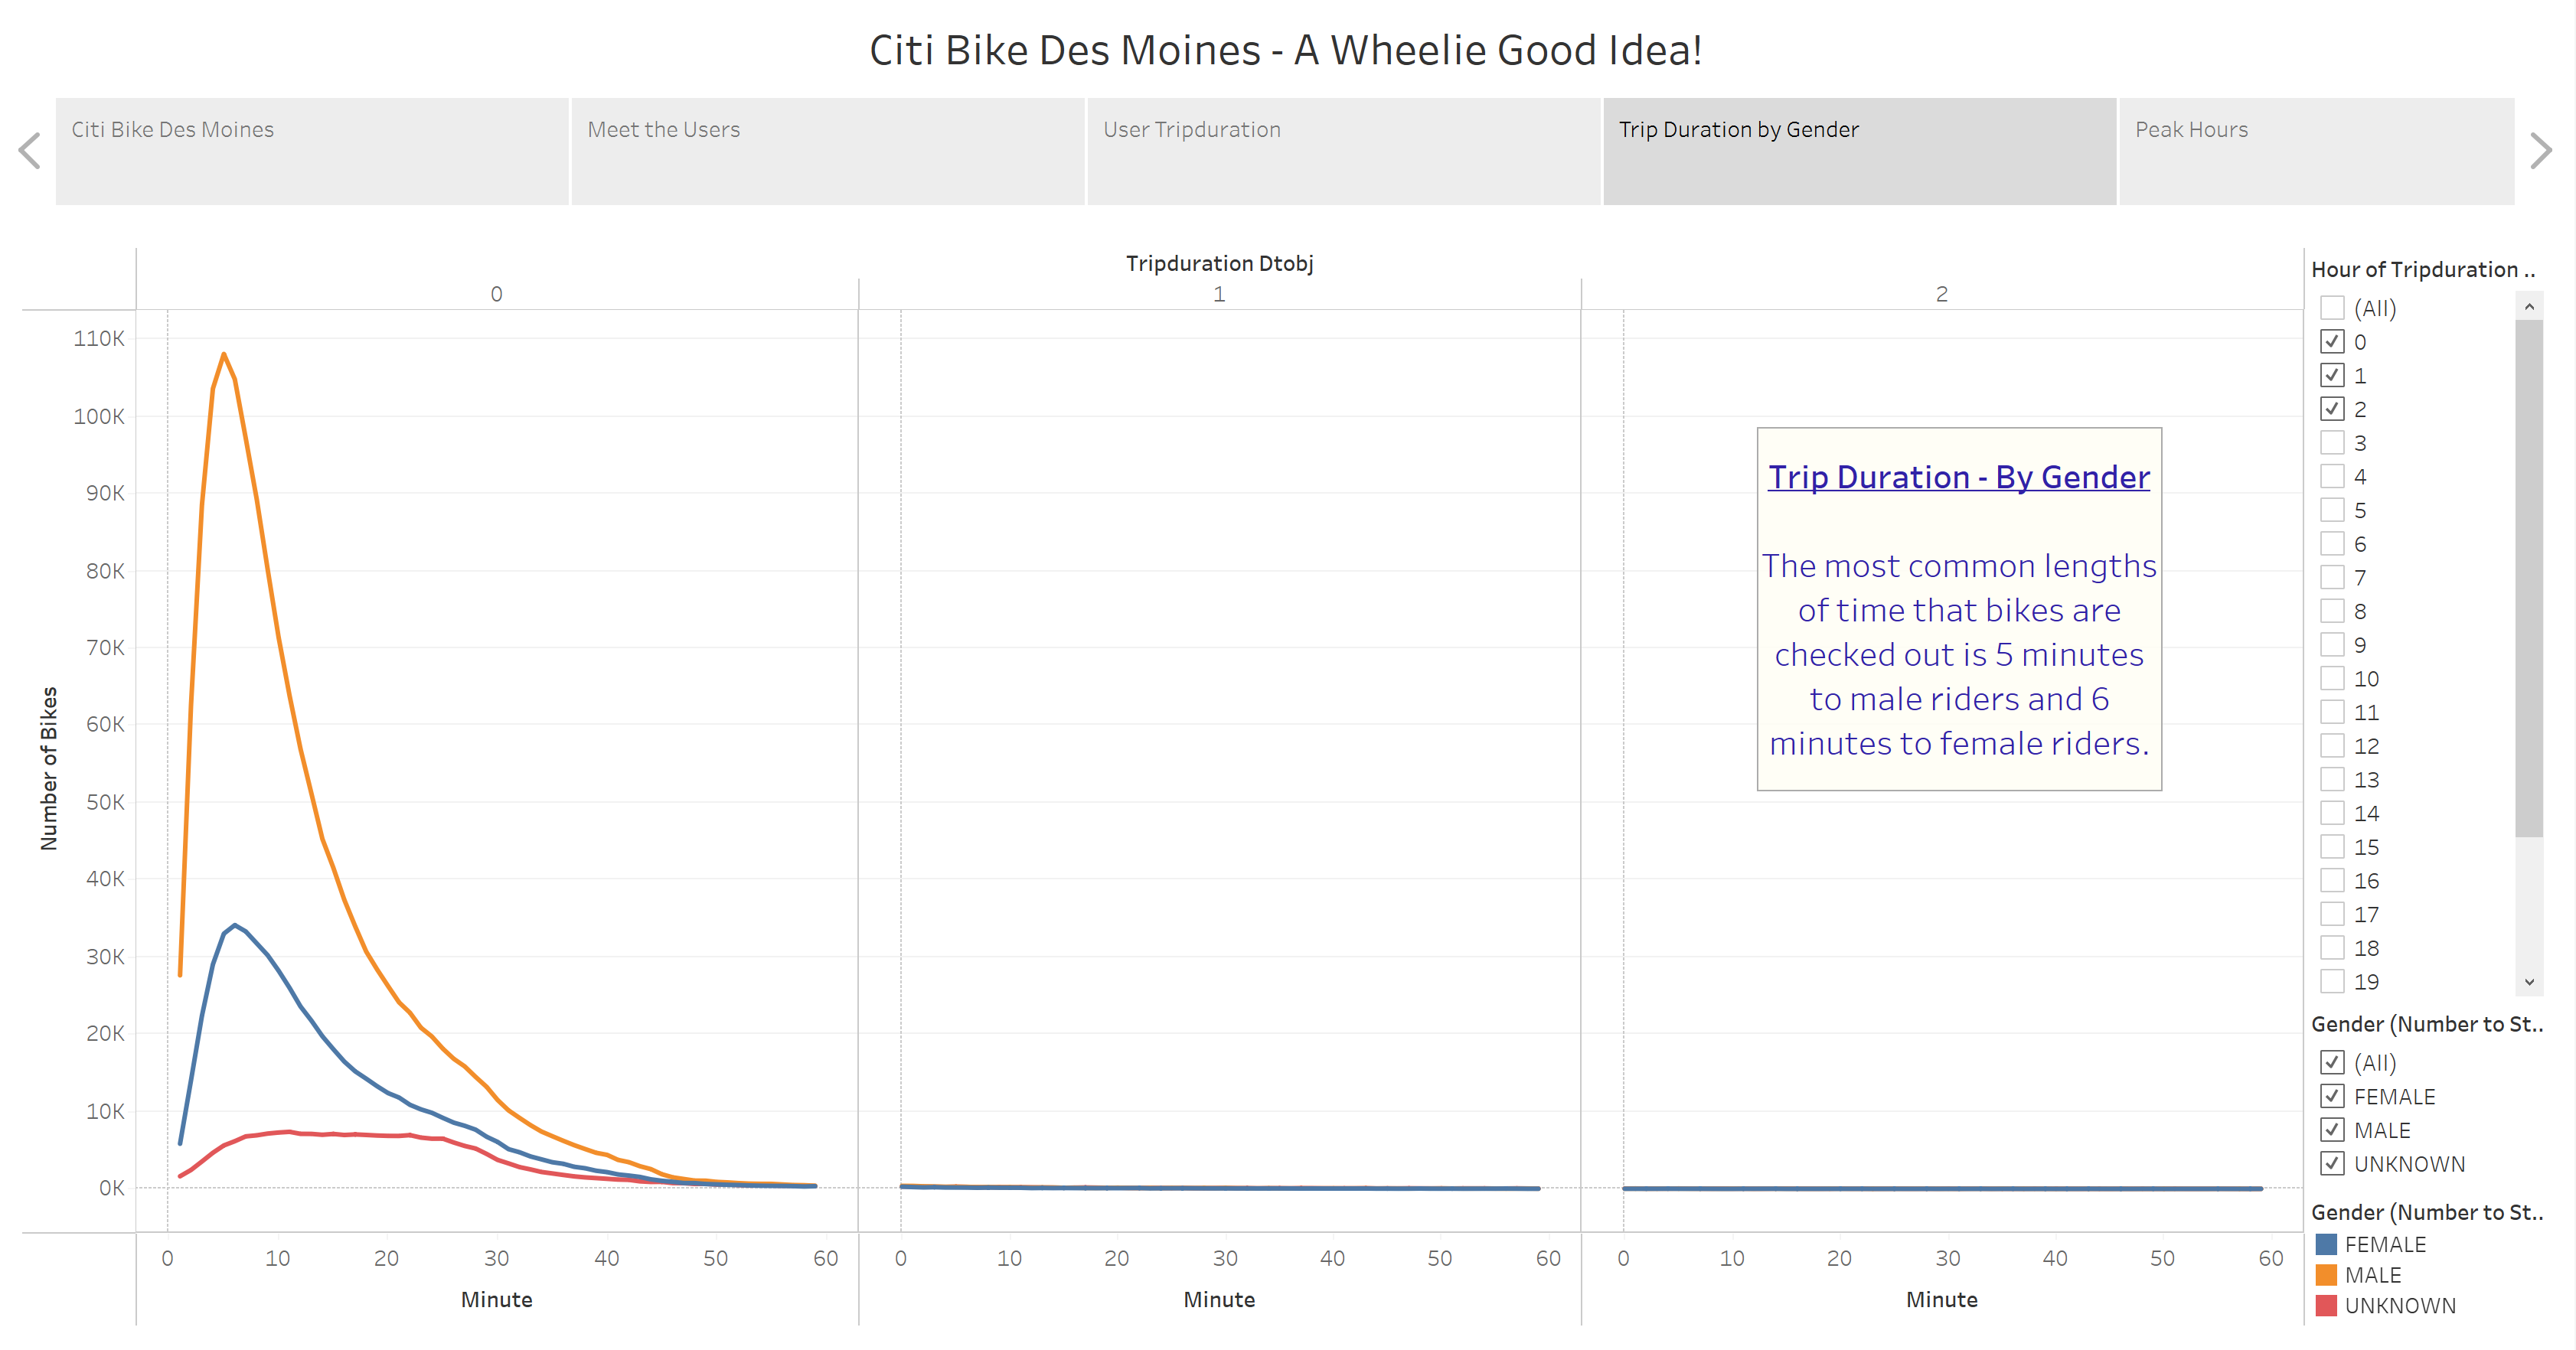 Citi Bike Des Moines - A Wheelie Good Idea!
Citi Bike Des Moines
Meet the Users
User Tripduration
Trip Duration by Gender
Peak Hours
Tripduration Dtobj
0
1
2
Number of Bikes
110K
100K
90K
80K
70K
60K
50K
40K
30K
20K
10K
0K
0 10 20 30 40 50 60
0 10 20 30 40 50 60
0 10 20 30 40 50 60
Minute
Minute
Minute
Trip Duration - By Gender
The most common lengths
of time that bikes are
checked out is 5 minutes
to male riders and 6
minutes to female riders.
Hour of Tripduration ..
(All)
0
1
2
3
4
5
6
7
8
9
10
11
12
13
14
15
16
17
18
19
Gender (Number to St..
(All)
FEMALE
MALE
UNKNOWN
Gender (Number to St..
FEMALE
MALE
UNKNOWN